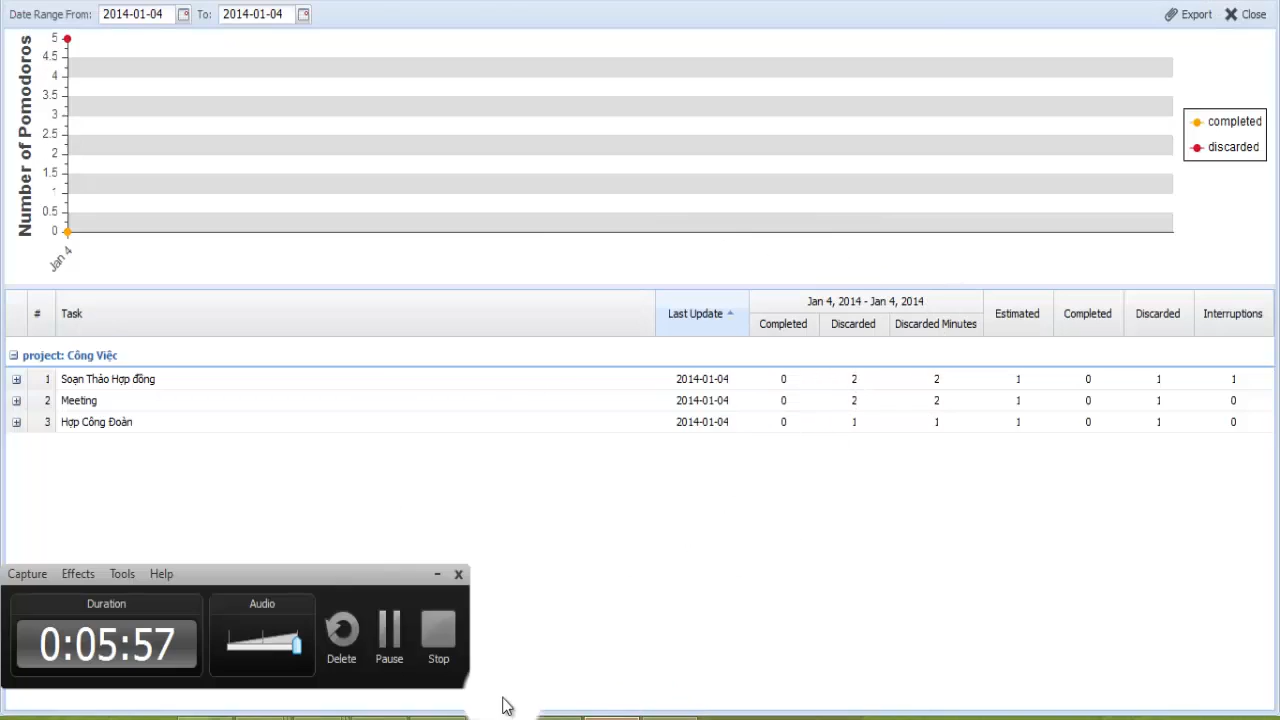 Date Range From: 2014-01-04 To: 2014-01-04 Export Close
Number of Pomodoros
5
4.5
4
3.5
3
2.5
2
1.5
0.5
0
Jan 4
completed
discarded
# Task Last Update Jan 4, 2014 - Jan 4, 2014 Estimated Completed Discarded Interruptions
Completed Discarded Discarded Minutes
project: Công Việc
1 Soạn Thảo Hợp đồng 2014-01-04 0 2 2 1 0 1 1
2 Meeting 2014-01-04 0 2 2 1 0 1 0
3 Họp Công Đoàn 2014-01-04 0 1 1 1 0 1 0
Capture Effects Tools Help
Duration Audio
0:05:57
Delete Pause Stop